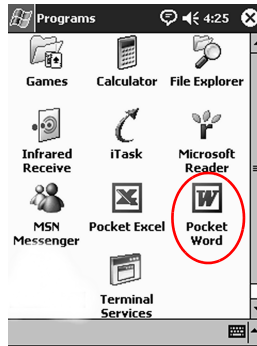 Programs 4:25
Games Calculator File Explorer
Infrared Receive iTask Microsoft Reader
MSN Messenger Pocket Excel Pocket Word
Terminal Services